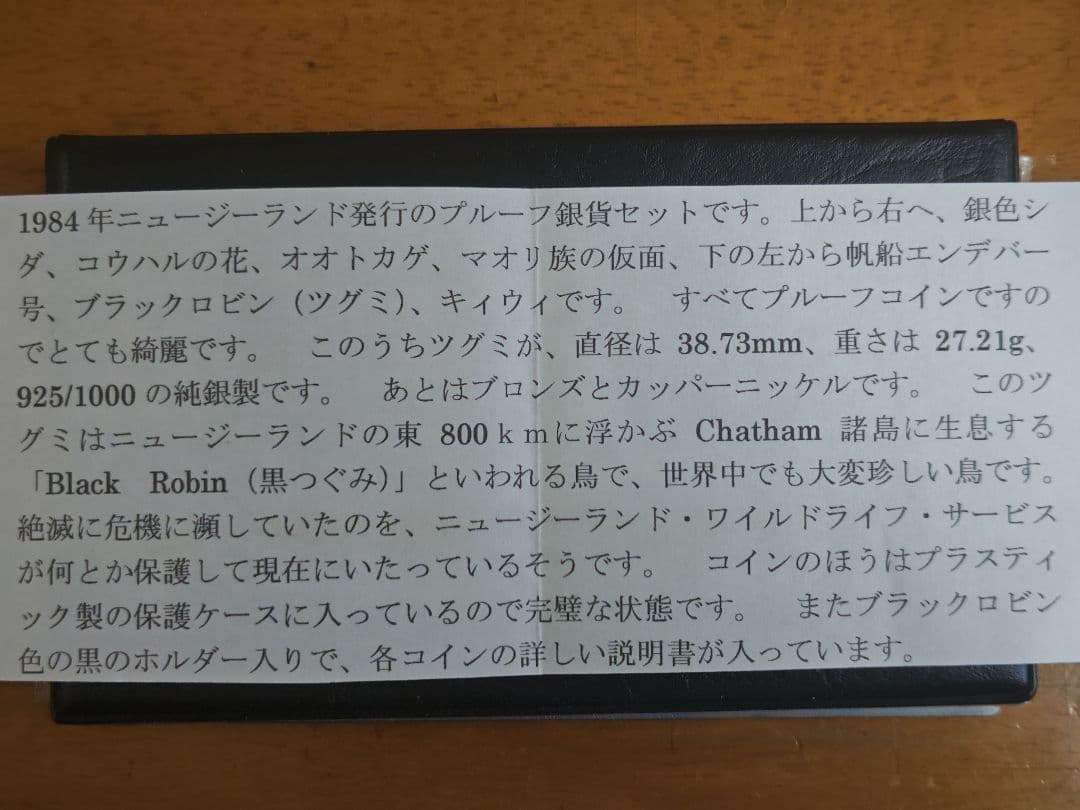 1984年ニュージーランド発行のプルーフ銀貨セットです。上から右へ、銀色シ
ダ、コウハルの花、オオトカゲ、マオリ族の仮面、下の左から帆船エンデバー
号、ブラックロビン（ツグミ）、キィウィです。　すべてプルーフコインですの
でとても綺麗です。　このうちツグミが、直径は 38.73mm、重さは 27.21g、
925/1000 の純銀製です。　あとはブロンズとカッパーニッケルです。　このツ
グミはニュージーランドの東 800ｋｍに浮かぶ Chatham 諸島に生息する
「Black Robin（黒つぐみ）」といわれる鳥で、世界中でも大変珍しい鳥です。
絶滅に危機に瀕していたのを、ニュージーランド・ワイルドライフ・サービス
が何とか保護して現在にいたっているそうです。　コインのほうはプラスティ
ック製の保護ケースに入っているので完璧な状態です。　またブラックロビン
色の黒のホルダー入りで、各コインの詳しい説明書が入っています。